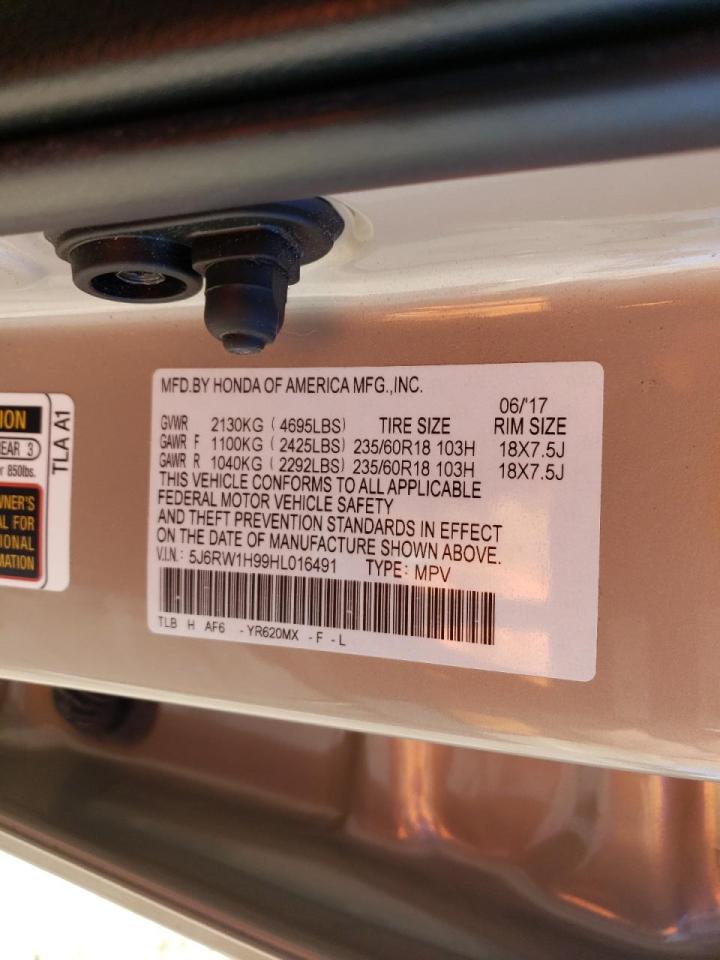 MFD.BY HONDA OF AMERICA MFG.,INC.
06/'17
GVWR 2130KG ( 4695LBS) TIRE SIZE RIM SIZE
GAWR F 1100KG ( 2425LBS) 235/60R18 103H 18X7.5J
GAWR R 1040KG ( 2292LBS) 235/60R18 103H 18X7.5J
THIS VEHICLE CONFORMS TO ALL APPLICABLE
FEDERAL MOTOR VEHICLE SAFETY
AND THEFT PREVENTION STANDARDS IN EFFECT
ON THE DATE OF MANUFACTURE SHOWN ABOVE.
V.I.N.: 5J6RW1H99HL016491 TYPE: MPV
TLB H AF6 -YR620MX -F-L
ION
EAR 3
r 850lbs.
WNER'S
AL FOR
IONAL
MATION
TLA A1